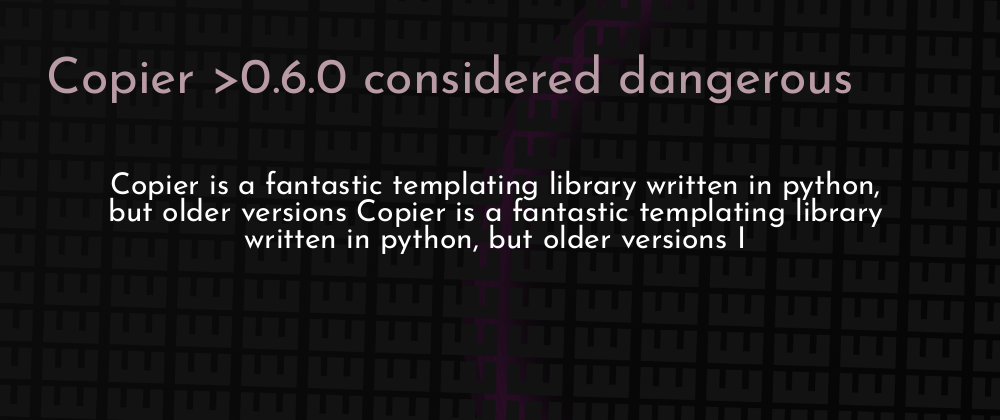 Copier >0.6.0 considered dangerous
Copier is a fantastic templating library written in python,
but older versions Copier is a fantastic templating library
written in python, but older versions I